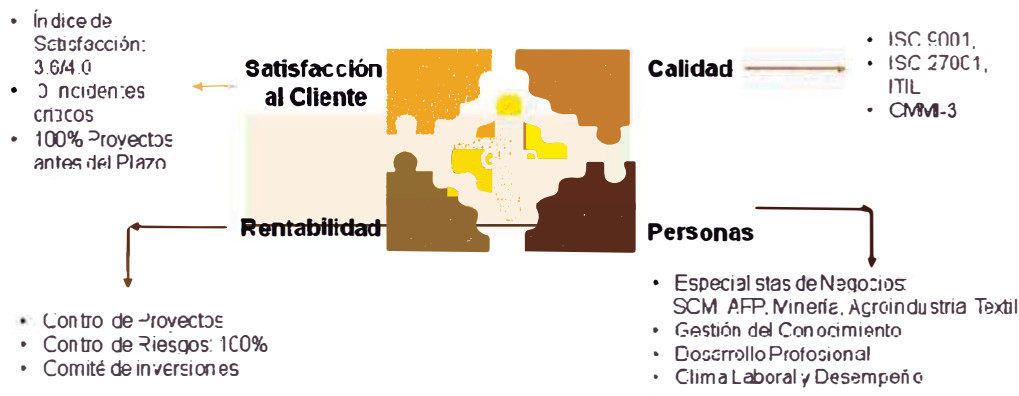 • Índice de
Satisfacción:
3.6/4.0
• 0 incidentes
críticos
• 100% Proyectos
antes del Plazo
Satisfacción
al Cliente
Calidad
• ISO 9001,
• ISO 27001,
ITIL
• CMMI-3
Rentabilidad
• Control de Proyectos
• Control de Riesgos: 100%
• Comité de inversiones
Personas
• Especialistas de Negocios:
SCM, AFP, Minería, Agroindustria, Textil
• Gestión del Conocimiento
• Desarrollo Profesional
• Clima Laboral y Desempeño